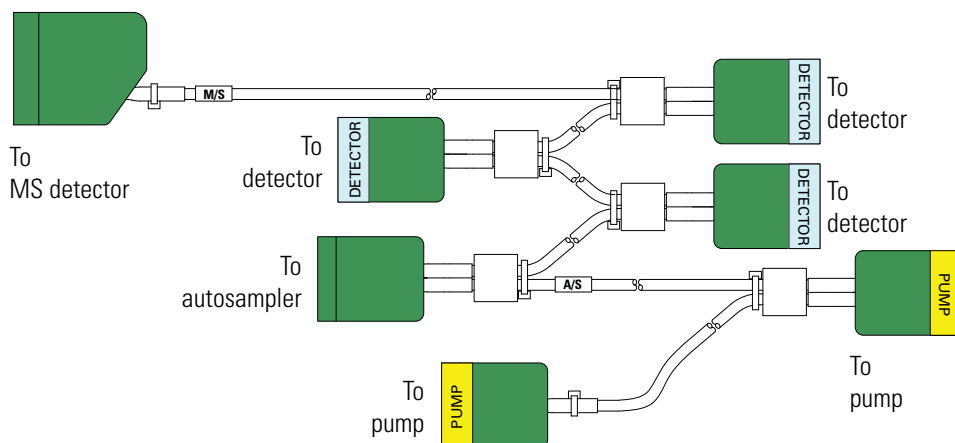 M/S
DETECTOR
To
detector
To
MS detector
To
detector
DETECTOR
DETECTOR
To
detector
To
autosampler
A/S
PUMP
To
pump
To
pump
PUMP